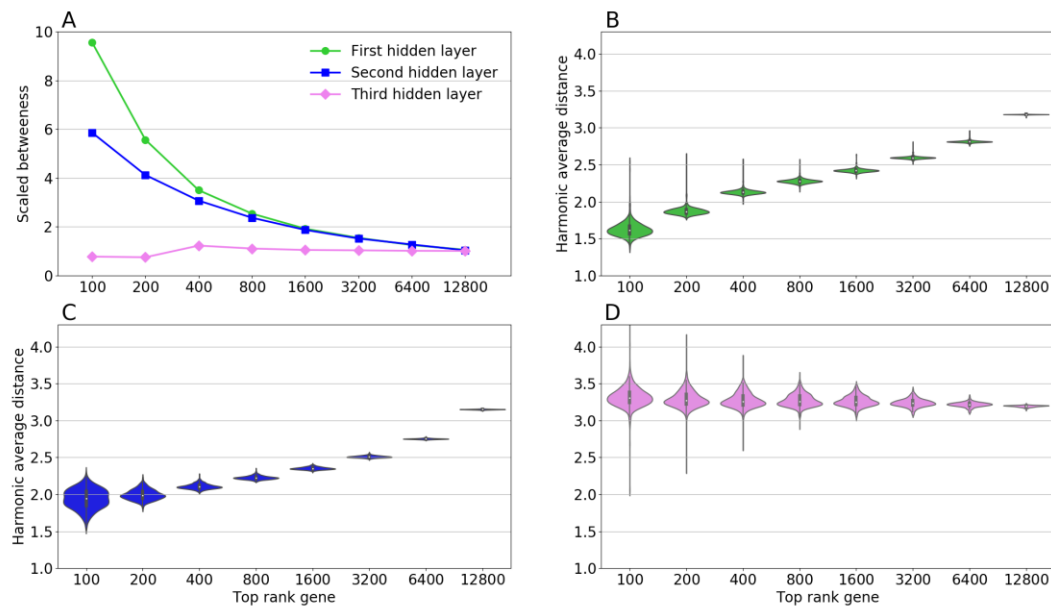 A
Scaled betweeness
10
8
6
4
2
0
First hidden layer
Second hidden layer
Third hidden layer
100 200 400 800 1600 3200 6400 12800
B
Harmonic average distance
4.0
3.5
3.0
2.5
2.0
1.5
1.0
100 200 400 800 1600 3200 6400 12800
C
Harmonic average distance
4.0
3.5
3.0
2.5
2.0
1.5
1.0
100 200 400 800 1600 3200 6400 12800
Top rank gene
D
Harmonic average distance
4.0
3.5
3.0
2.5
2.0
1.5
1.0
100 200 400 800 1600 3200 6400 12800
Top rank gene